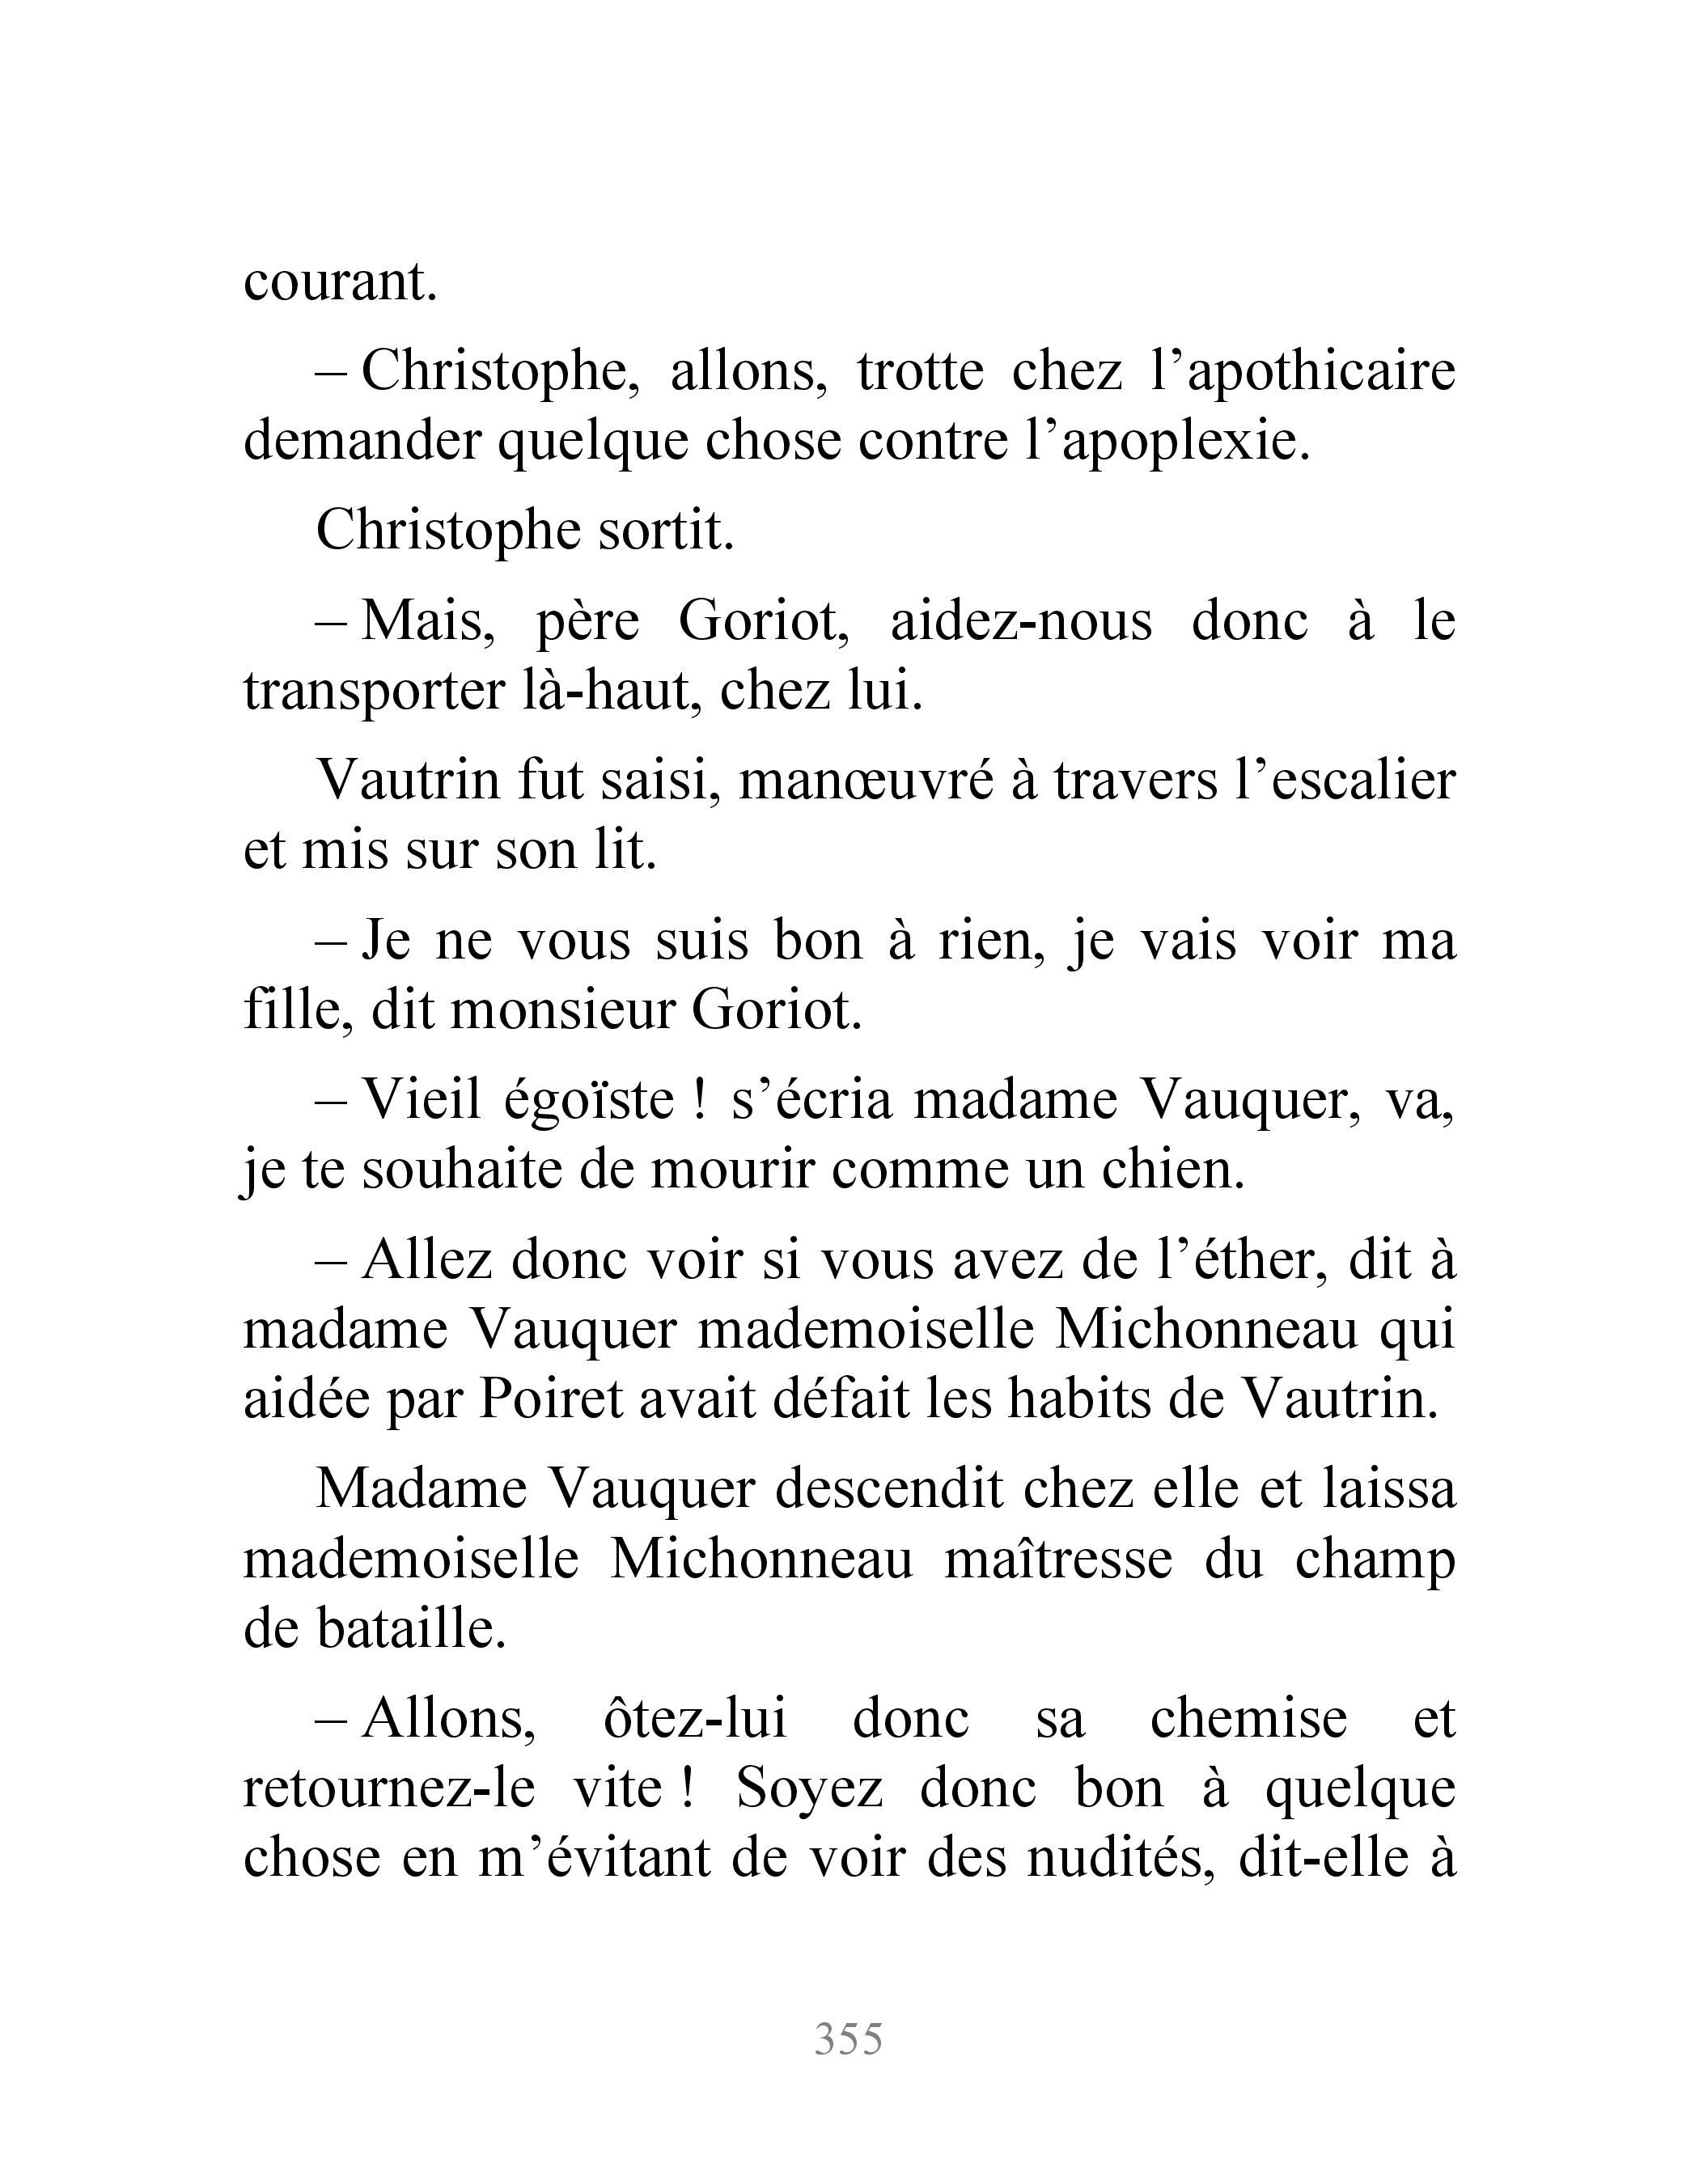 courant.
– Christophe, allons, trotte chez l’apothicaire
demander quelque chose contre l’apoplexie.
Christophe sortit.
– Mais, père Goriot, aidez-nous donc à le
transporter là-haut, chez lui.
Vautrin fut saisi, manœuvré à travers l’escalier
et mis sur son lit.
– Je ne vous suis bon à rien, je vais voir ma
fille, dit monsieur Goriot.
– Vieil égoïste ! s’écria madame Vauquer, va,
je te souhaite de mourir comme un chien.
– Allez donc voir si vous avez de l’éther, dit à
madame Vauquer mademoiselle Michonneau qui
aidée par Poiret avait défait les habits de Vautrin.
Madame Vauquer descendit chez elle et laissa
mademoiselle Michonneau maîtresse du champ
de bataille.
– Allons, ôtez-lui donc sa chemise et
retournez-le vite ! Soyez donc bon à quelque
chose en m’évitant de voir des nudités, dit-elle à
355